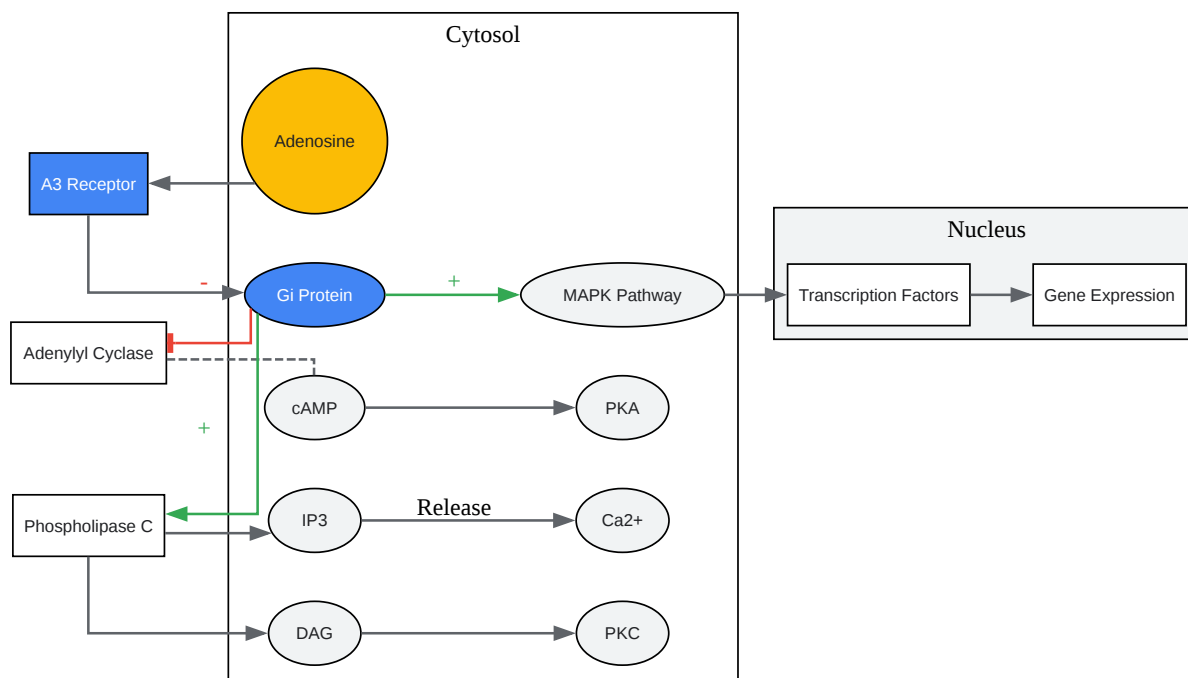 Cytosol
Adenosine
A3 Receptor
Nucleus
-
Gi Protein
+
MAPK Pathway
Transcription Factors
Gene Expression
Adenylyl Cyclase
cAMP
PKA
+
Phospholipase C
IP3
Release
Ca2+
DAG
PKC